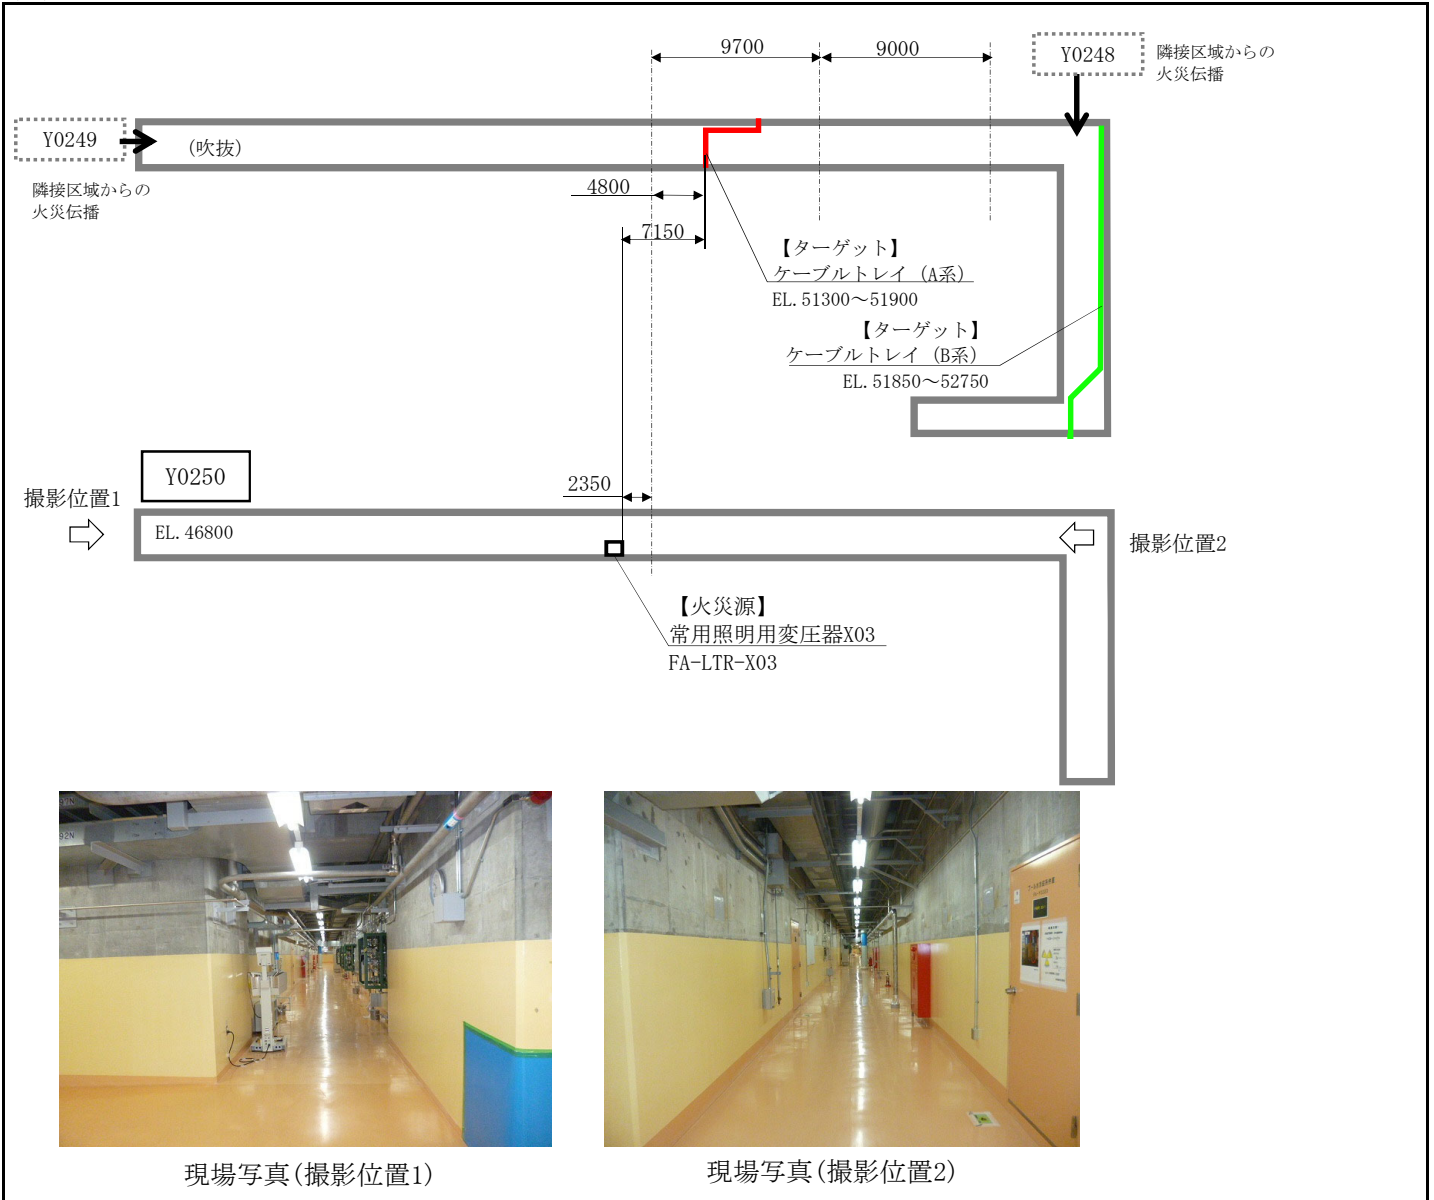 9700
9000
Y0248
隣接区域からの
火災伝播
Y0249
(吹抜)
隣接区域からの
火災伝播
4800
7150
【ターゲット】
ケーブルトレイ (A系)
EL.51300～51900
【ターゲット】
ケーブルトレイ (B系)
EL.51850～52750
Y0250
2350
撮影位置1
EL.46800
撮影位置2
【火災源】
常用照明用変圧器X03
FA-LTR-X03
92N
現場写真(撮影位置1)
現場写真(撮影位置2)